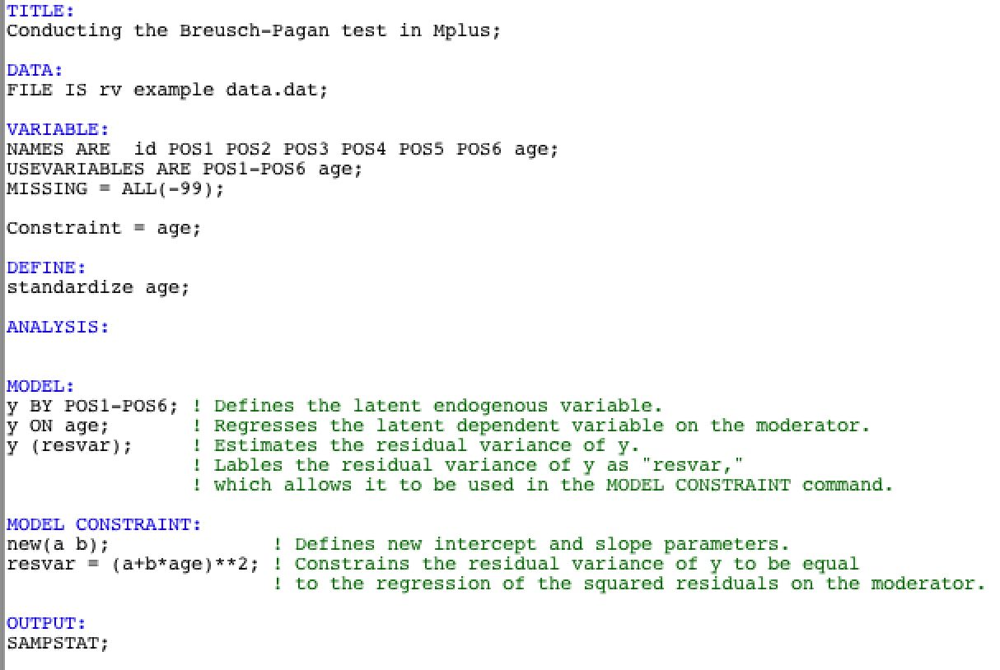 TITLE:
Conducting the Breusch-Pagan test in Mplus;
DATA:
FILE IS rv example data.dat;
VARIABLE:
NAMES ARE  id POS1 POS2 POS3 POS4 POS5 POS6 age;
USEVARIABLES ARE POS1-POS6 age;
MISSING = ALL(-99);
Constraint = age;
DEFINE:
standardize age;
ANALYSIS:
MODEL:
y BY POS1-POS6; ! Defines the latent endogenous variable.
y ON age;       ! Regresses the latent dependent variable on the moderator.
y (resvar);     ! Estimates the residual variance of y.
! Lables the residual variance of y as "resvar,"
! which allows it to be used in the MODEL CONSTRAINT command.
MODEL CONSTRAINT:
new(a b);              ! Defines new intercept and slope parameters.
resvar = (a+b*age)**2; ! Constrains the residual variance of y to be equal
! to the regression of the squared residuals on the moderator.
OUTPUT:
SAMPSTAT;